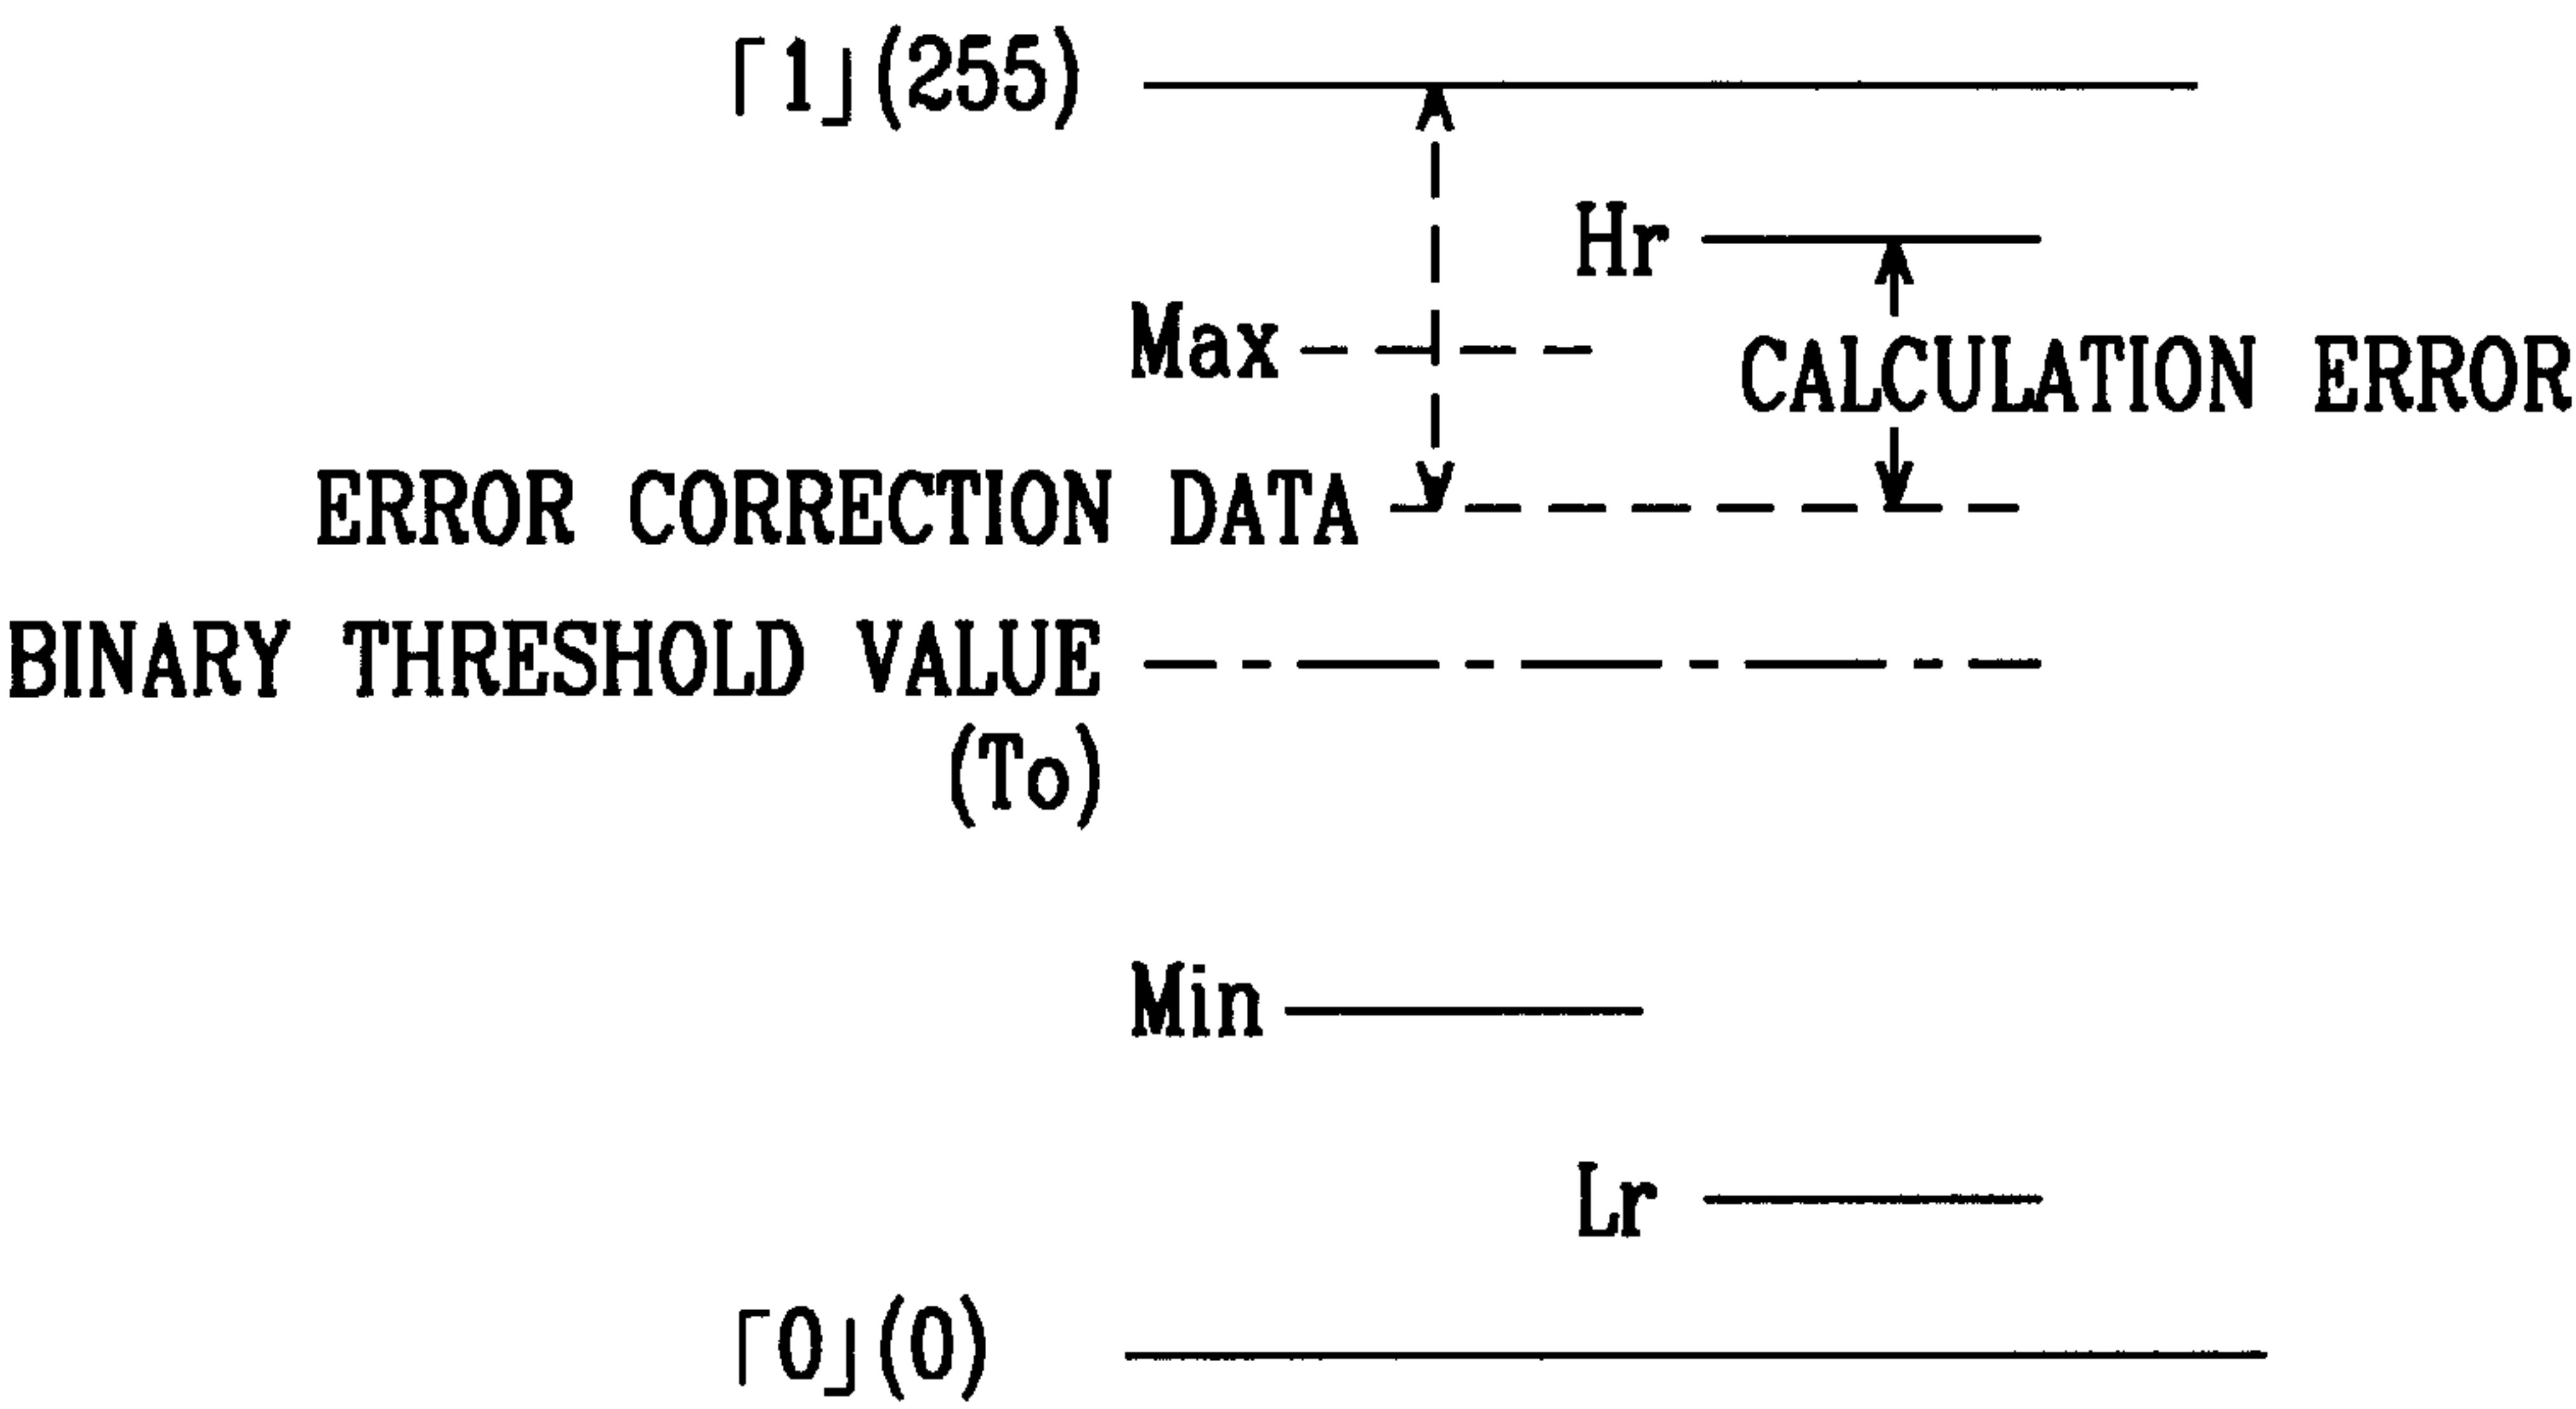 「1」(255)
Hr
Max
CALCULATION ERROR
ERROR CORRECTION DATA
BINARY THRESHOLD VALUE
(To)
Min
Lr
「0」(0)